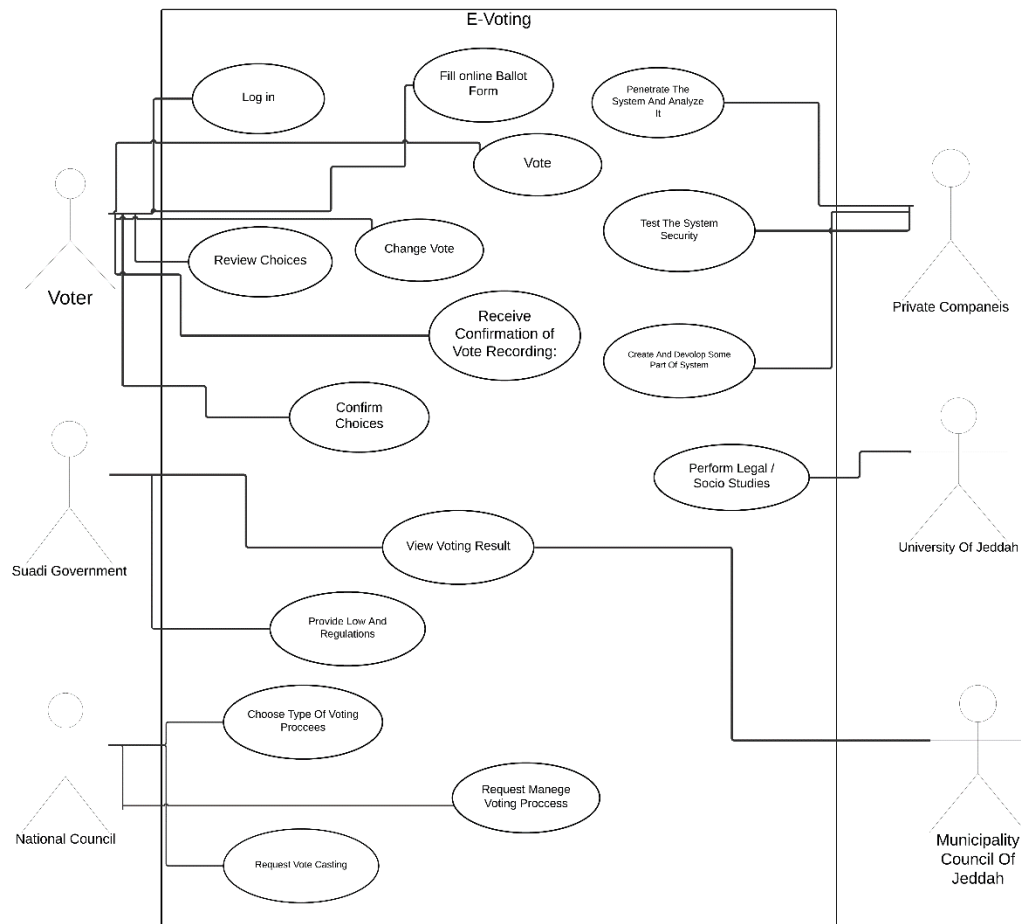 E-Voting
Log in
Fill online Ballot
Form
Penetrate The
System And Analyze
It
Vote
Test The System
Security
Change Vote
Review Choices
Voter
Private Companeis
Receive
Confirmation of
Vote Recording:
Create And Devolop Some
Part Of System
Confirm
Choices
Perform Legal /
Socio Studies
View Voting Result
University Of Jeddah
Suadi Government
Provide Low And
Regulations
Choose Type Of Voting
Proccees
Request Manege
Voting Proccess
National Council
Municipality
Council Of
Jeddah
Request Vote Casting